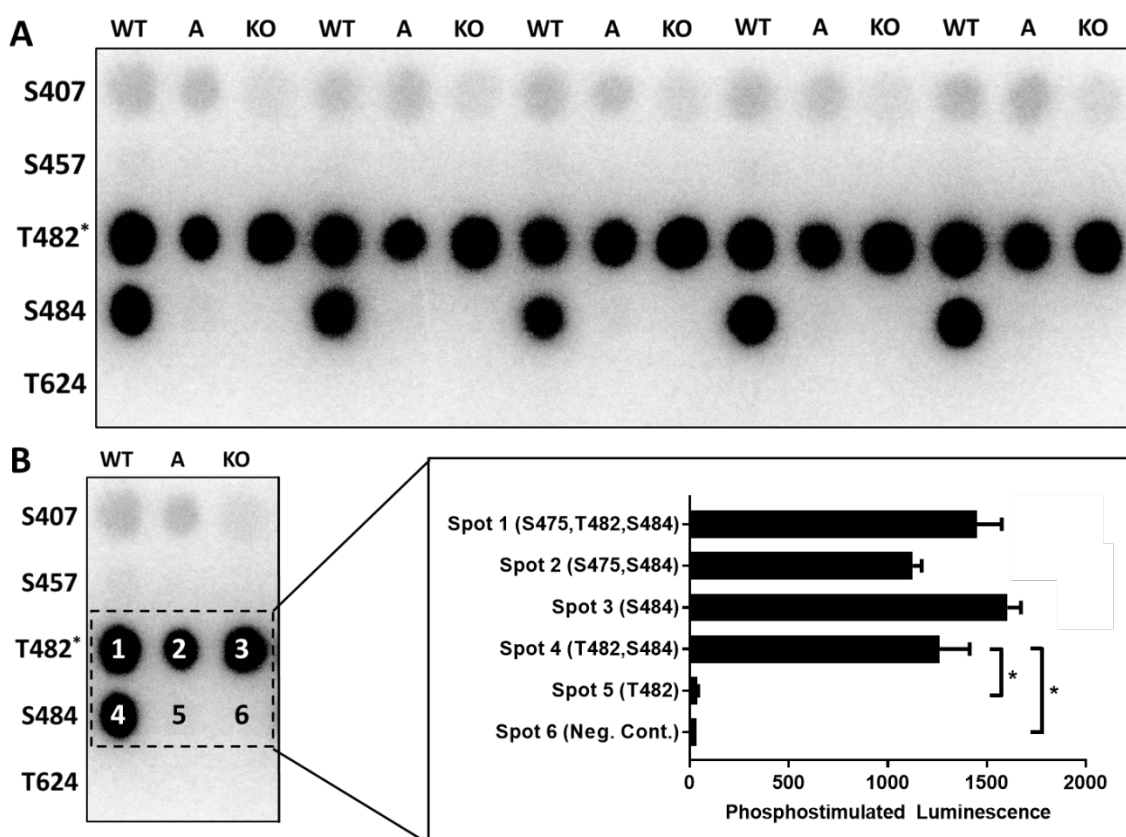 A
WT A KO WT A KO WT A KO WT A KO WT A KO
S407
S457
T482*
S484
T624
B
WT A KO
S407
S457
T482* 1 2 3
S484 4 5 6
T624
Spot 1 (S475,T482,S484)
Spot 2 (S475,S484)
Spot 3 (S484)
Spot 4 (T482,S484)
Spot 5 (T482)
Spot 6 (Neg. Cont.)
* *
0 500 1000 1500 2000
Phosphostimulated Luminescence